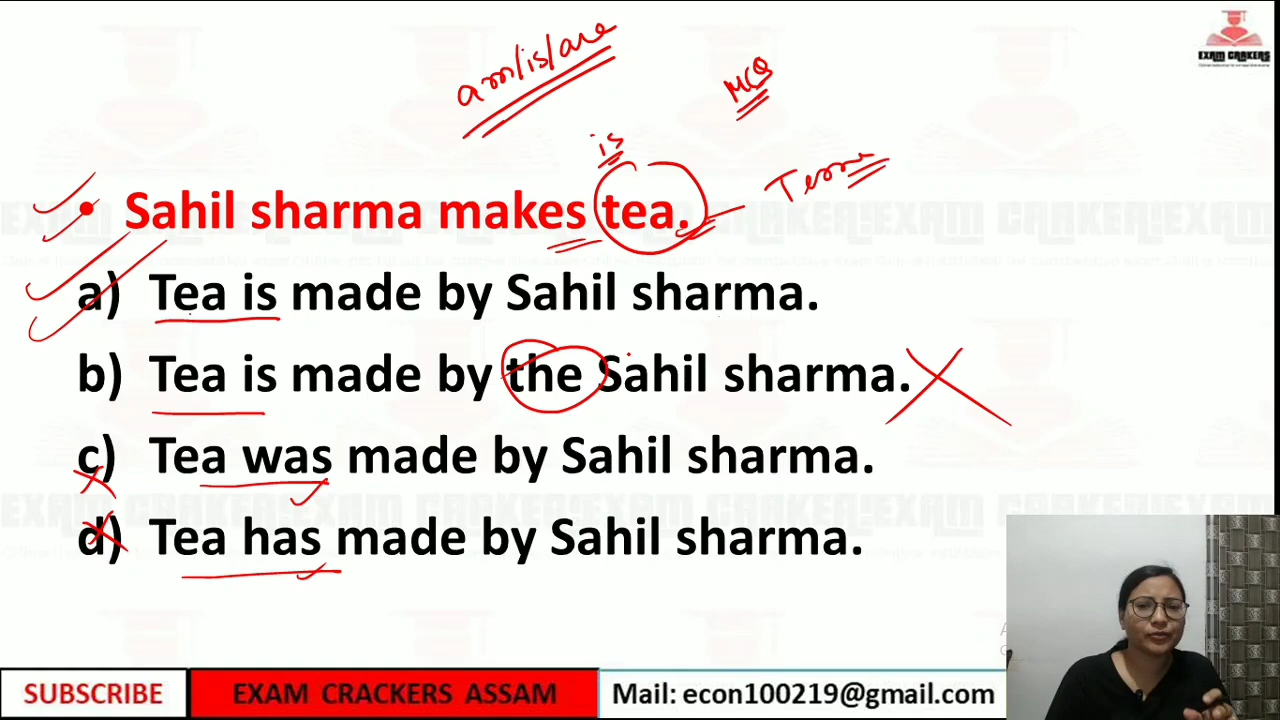 am/is/are
MCQ
EXAM CRAKERS
is
Tense
• Sahil sharma makes tea.
a) Tea is made by Sahil sharma.
b) Tea is made by the Sahil sharma.
c) Tea was made by Sahil sharma.
d) Tea has made by Sahil sharma.
SUBSCRIBE
EXAM CRACKERS ASSAM
Mail: econ100219@gmail.com